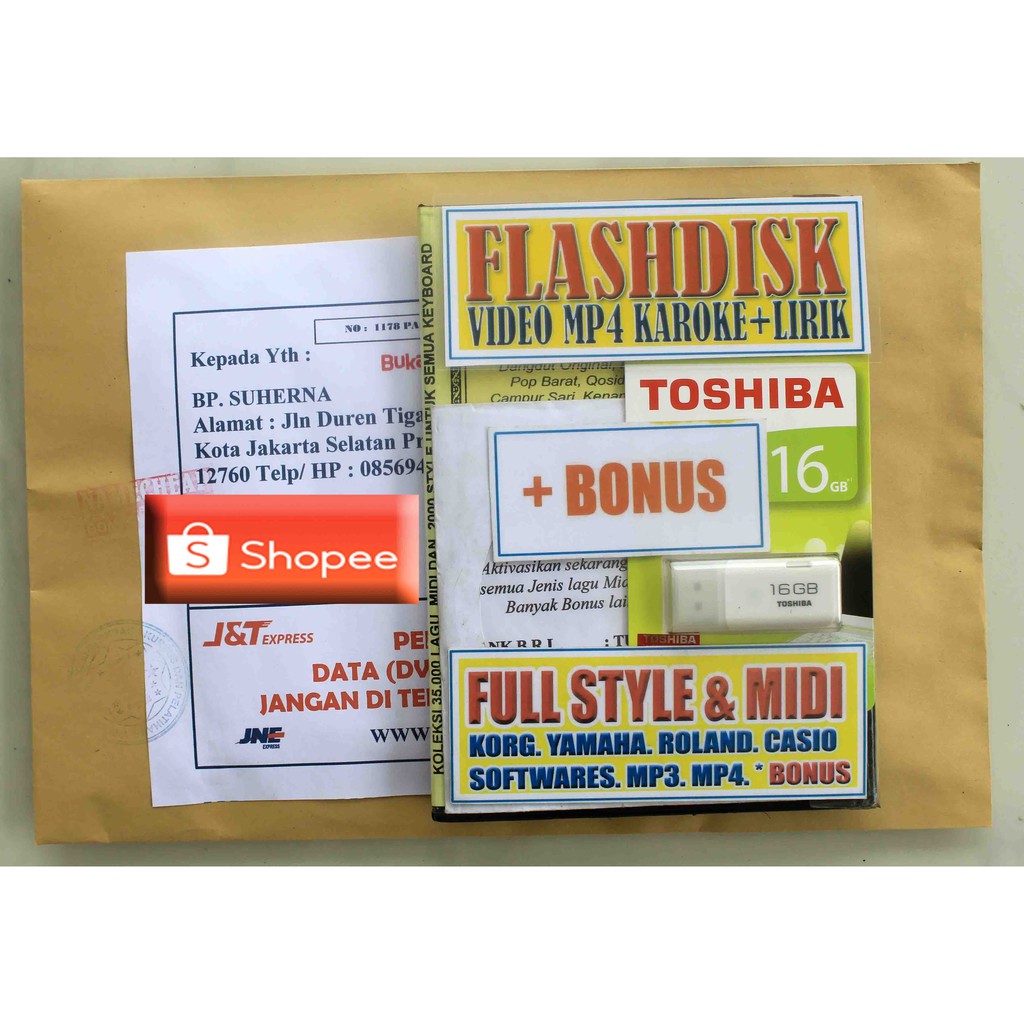 NO : 1178 PA
Kepada Yth :
Buka
BP. SUHERNA
Alamat : Jln Duren Tiga
Kota Jakarta Selatan Pr
12760 Telp/ HP : 085694
Shopee
J&T EXPRESS
PE
DATA (DV
JANGAN DI TE
JNE
EXPRESS
www
KOLEKSI 35.000 LAGU MIDI DAN 2000 STYLE UNTUK SEMUA KEYBOARD
FLASHDISK
VIDEO MP4 KAROKE+LIRIK
Dangdut Original,
Pop Barat, Qosid
Campur Sari, Kenan
TOSHIBA
16
GB
+ BONUS
Aktivasikan sekarang
semua Jenis lagu Mid
Banyak Bonus lai
16GB
TOSHIBA
TOSHIBA
FULL STYLE & MIDI
KORG. YAMAHA. ROLAND. CASIO
SOFTWARES. MP3. MP4. * BONUS